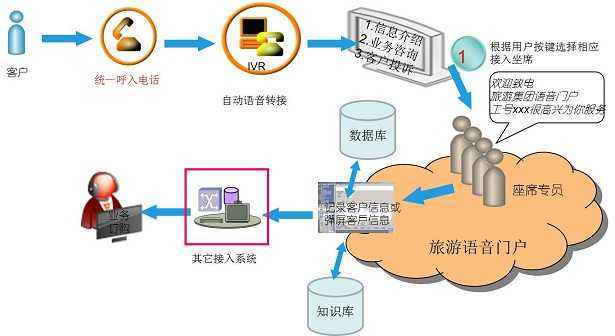 客户
统一呼入电话
IVR
自动语音转接
1.信息介绍
2.业务咨询
3.客户投诉
1
根据用户按键选择相应
接入坐席
欢迎致电
旅游集团语音门户
工号xxx很高兴为你服务
座席专员
数据库
记录客户信息或
弹屏客户信息
旅游语音门户
知识库
其它接入系统
业务